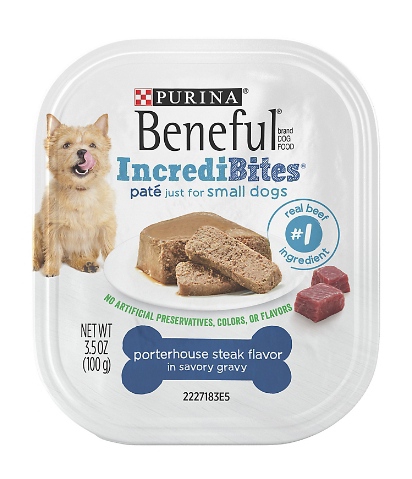 PURINA®
Beneful® brand DOG FOOD
IncrediBites®
paté just for small dogs
real beef
#1
ingredient
NO ARTIFICIAL PRESERVATIVES, COLORS, OR FLAVORS
NET WT
3.5 OZ
(100 g)
porterhouse steak flavor
in savory gravy
2227183E5